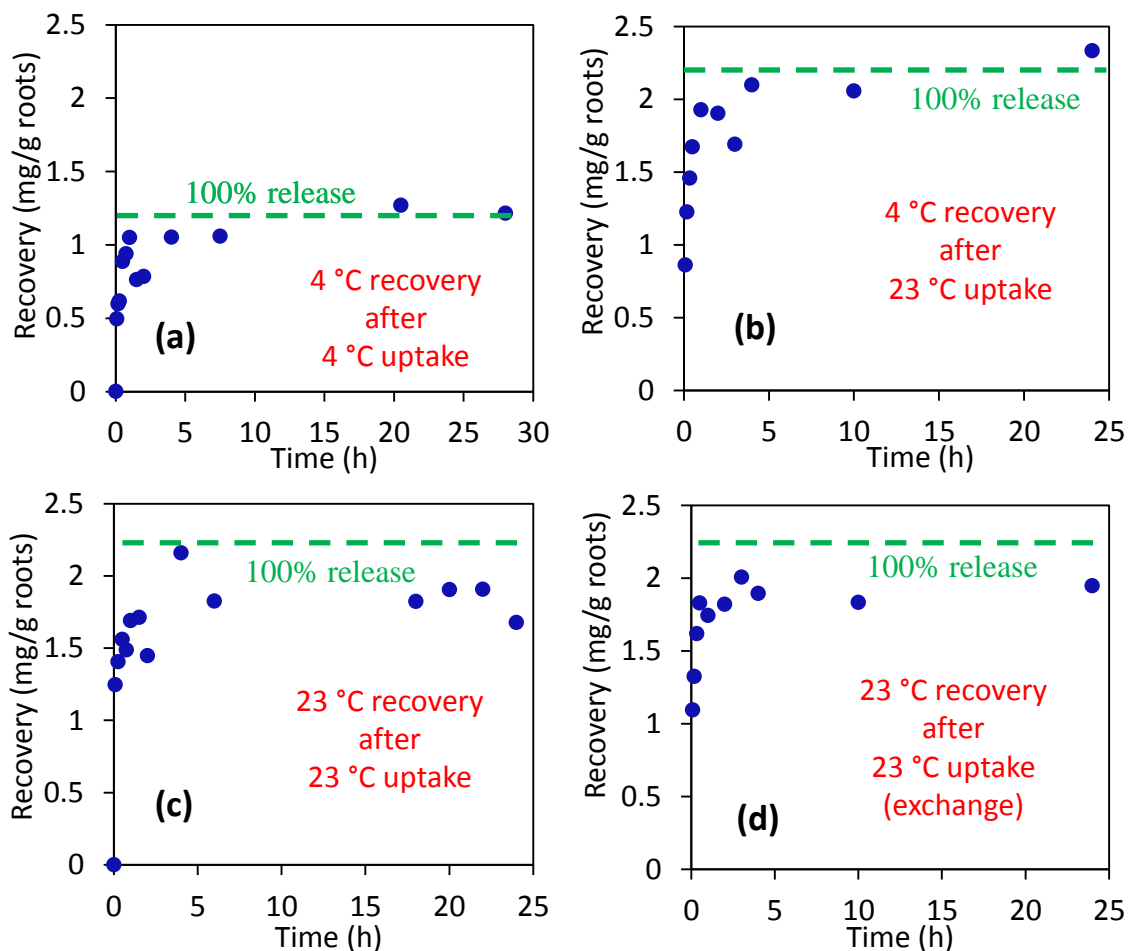 Recovery (mg/g roots)
2.5
2
1.5
1
0.5
0
100% release
4 °C recovery
after
4 °C uptake
(a)
0 5 10 15 20 25 30
Time (h)
Recovery (mg/g roots)
2.5
2
1.5
1
0.5
0
100% release
4 °C recovery
after
23 °C uptake
(b)
0 5 10 15 20 25
Time (h)
Recovery (mg/g roots)
2.5
2
1.5
1
0.5
0
100% release
23 °C recovery
after
23 °C uptake
(c)
0 5 10 15 20 25
Time (h)
Recovery (mg/g roots)
2.5
2
1.5
1
0.5
0
100% release
23 °C recovery
after
23 °C uptake
(exchange)
(d)
0 5 10 15 20 25
Time (h)